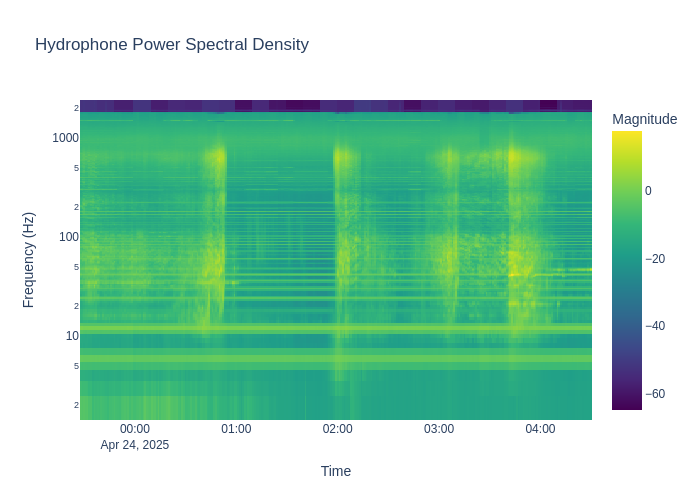 Hydrophone Power Spectral Density
Magnitude
2
1000
5
2
100
5
2
10
5
2
0
−20
−40
−60
Frequency (Hz)
00:00 01:00 02:00 03:00 04:00
Apr 24, 2025
Time